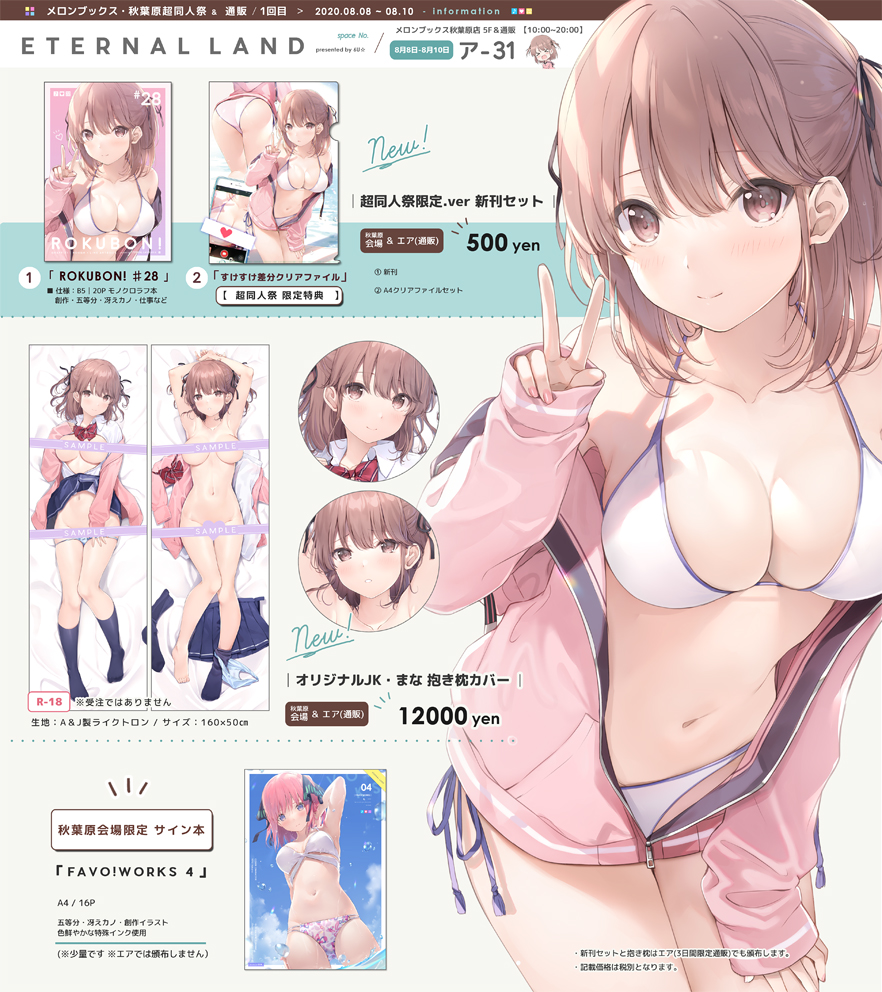 メロンブックス・秋葉原超同人祭 & 通販 / 1回目 > 2020.08.08 ~ 08.10 - information
ETERNAL LAND
presented by 6U☆
space No.
メロンブックス秋葉原店 5F&通販 【10:00~20:00】
8月8日-8月10日
ア-31
#28
ROKUBON!
New!
超同人祭限定.ver 新刊セット
秋葉原
会場 & エア(通販)
500 yen
① 新刊
② A4クリアファイルセット
1 「 ROKUBON! #28 」
■ 仕様:B5|20P モノクロラフ本
創作・五等分・冴えカノ・仕事など
2 「すけすけ差分クリアファイル」
【 超同人祭 限定特典 】
SAMPLE
SAMPLE
SAMPLE
SAMPLE
R-18 ※受注ではありません
生地:A&J製ライクトロン / サイズ:160×50cm
New!
オリジナルJK・まな 抱き枕カバー
秋葉原
会場 & エア(通販)
12000 yen
秋葉原会場限定 サイン本
『FAVO!WORKS 4』
A4 / 16P
五等分・冴えカノ・創作イラスト
色鮮やかな特殊インク使用
(※少量です ※エアでは頒布しません)
04
・新刊セットと抱き枕はエア(3日間限定通販)でも頒布します。
・記載価格は税別となります。